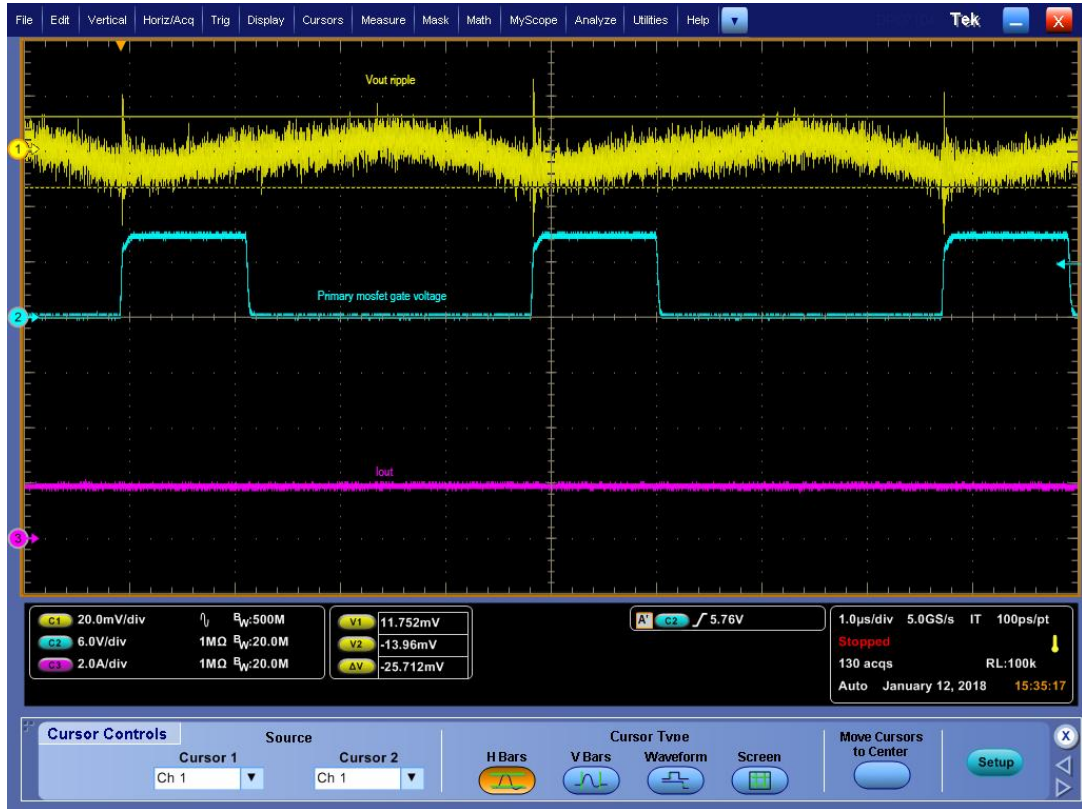 File Edit Vertical Horiz/Acq Trig Display Cursors Measure Mask Math MyScope Analyze Utilities Help Tek X
Vout ripple
1
Primary mosfet gate voltage
2
Iout
3
C1 20.0mV/div BW:500M
C2 6.0V/div 1MΩ BW:20.0M
C3 2.0A/div 1MΩ BW:20.0M
V1 11.752mV
V2 -13.96mV
ΔV -25.712mV
A' C2 5.76V
1.0µs/div 5.0GS/s IT 100ps/pt
Stopped
130 acqs RL:100k
Auto January 12, 2018 15:35:17
Cursor Controls
Source
Cursor 1 Cursor 2
Ch 1 Ch 1
Cursor Type
H Bars V Bars Waveform Screen
Move Cursors
to Center
Setup
X